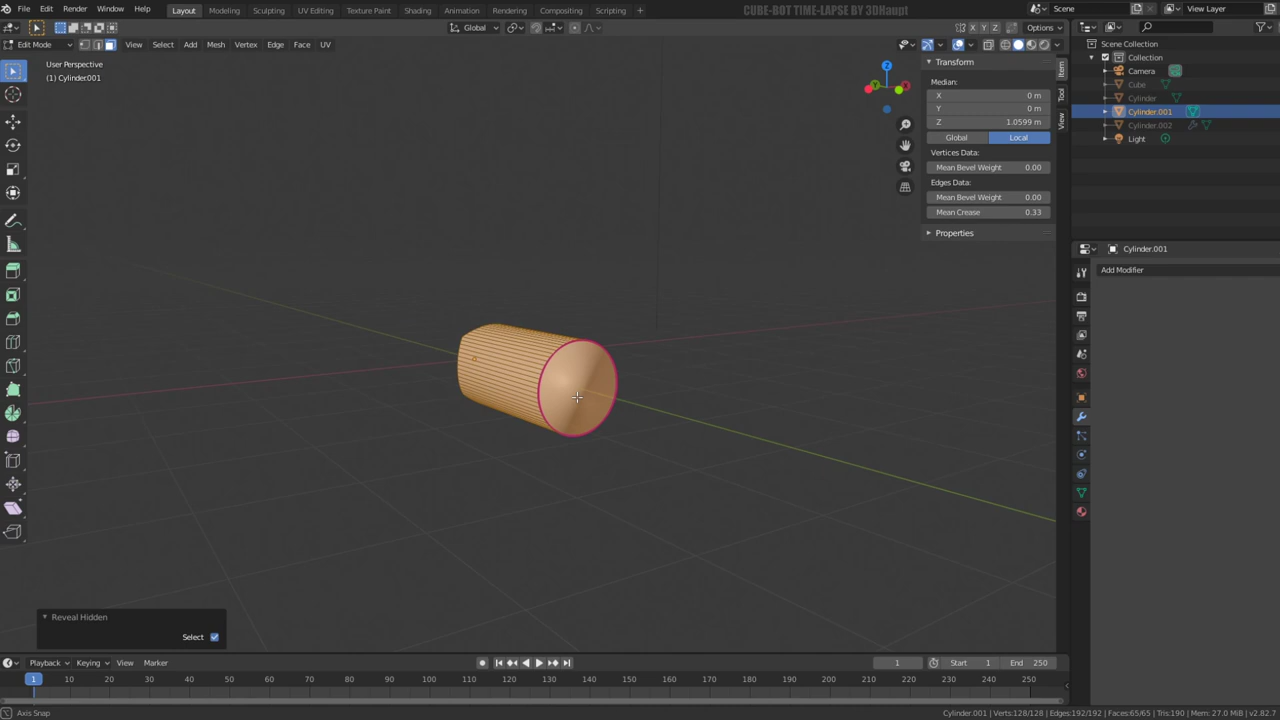 File Edit Render Window Help Layout Modeling Sculpting UV Editing Texture Paint Shading Animation Rendering Compositing Scripting + CUBE-BOT TIME-LAPSE BY 3DHaupt Scene View Layer
Global X Y Z Options
Edit Mode View Select Add Mesh Vertex Edge Face UV
User Perspective
(1) Cylinder001
Transform
Median:
X 0 m
Y 0 m
Z 1.0599 m
Global Local
Vertices Data:
Mean Bevel Weight 0.00
Edges Data:
Mean Bevel Weight 0.00
Mean Crease 0.33
Properties
Item
Tool
View
Z
Y
X
Scene Collection
Collection
Camera
Cube
Cylinder
Cylinder.001
Cylinder.002
Light
Cylinder.001
Add Modifier
Reveal Hidden
Select
Playback Keying View Marker 1 Start 1 End 250
1 10 20 30 40 50 60 70 80 90 100 110 120 130 140 150 160 170 180 190 200 210 220 230 240 250
Axis Snap
Cylinder.001 | Verts:128/128 | Edges:192/192 | Faces:65/65 | Tris:190 | Mem: 27.0 MiB | v2.82.7